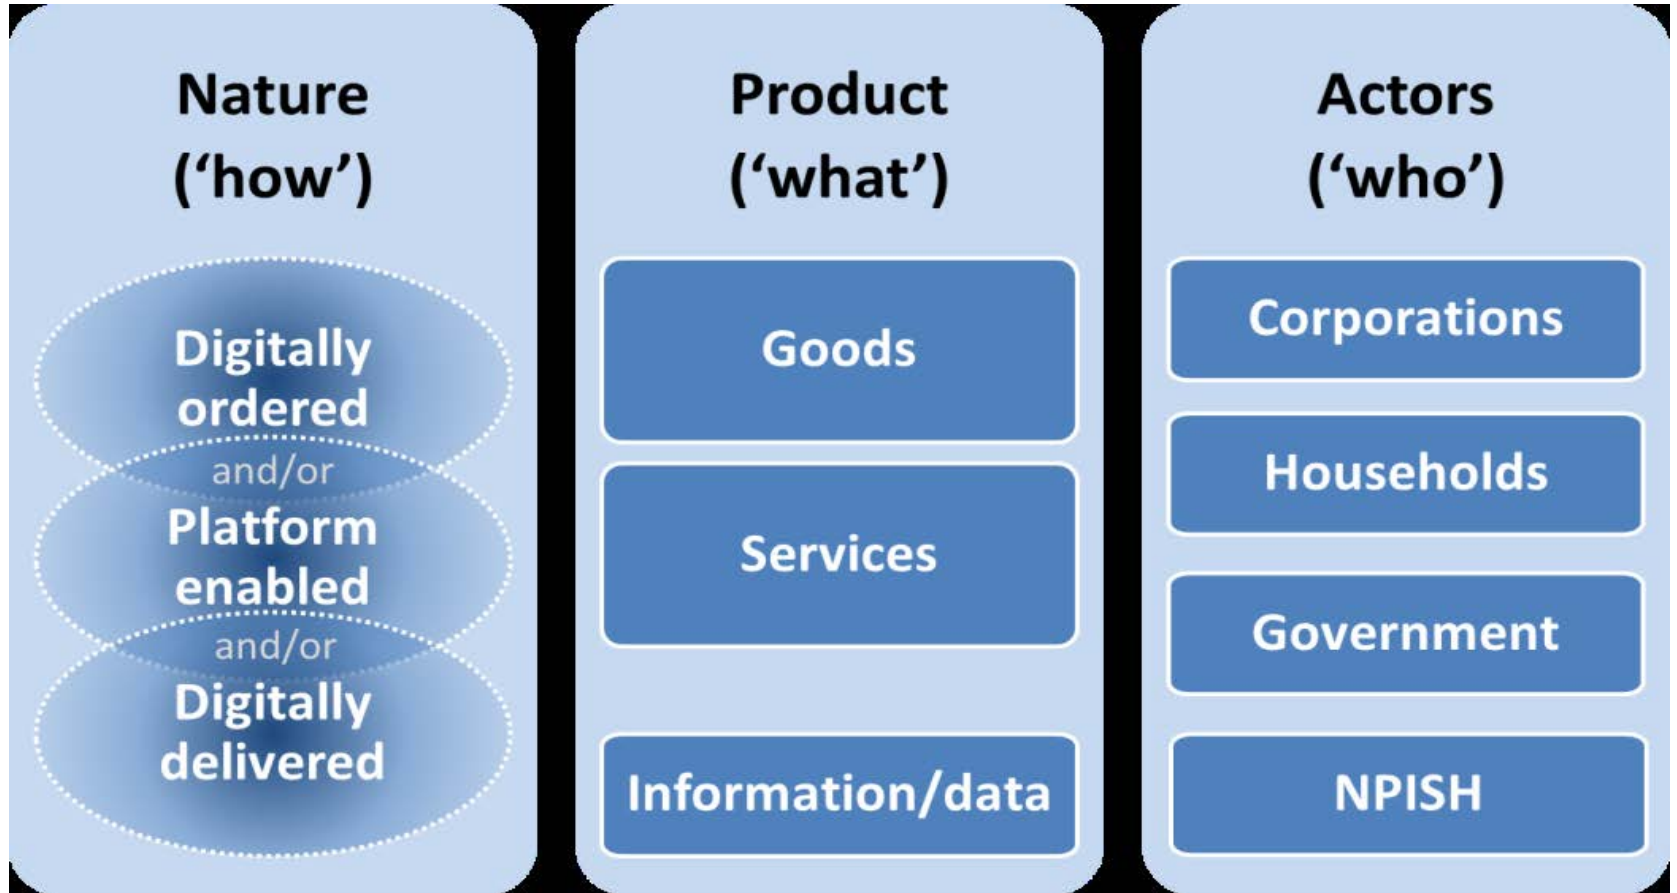 Nature
(‘how’)
Digitally
ordered
and/or
Platform
enabled
and/or
Digitally
delivered
Product
(‘what’)
Goods
Services
Information/data
Actors
(‘who’)
Corporations
Households
Government
NPISH